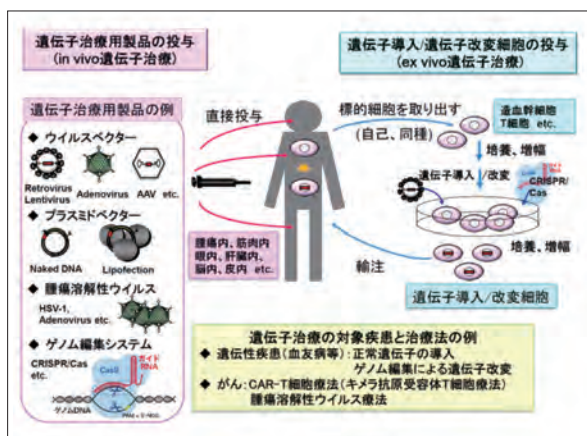 遺伝子治療用製品の投与
(in vivo遺伝子治療)
遺伝子導入/遺伝子改変細胞の投与
(ex vivo遺伝子治療)
遺伝子治療用製品の例
◆ ウイルスベクター
Retrovirus
Lentivirus
Adenovirus
AAV etc.
◆ プラスミドベクター
Naked DNA
Lipofection
◆ 腫瘍溶解性ウイルス
HSV-1,
Adenovirus etc.
◆ ゲノム編集システム
CRISPR/Cas
etc.
Cas9
ガイド
RNA
ゲノムDNA
直接投与
腫瘍内、筋肉内
眼内、肝臓内、
脳内、皮内 etc.
標的細胞を取り出す
(自己、同種)
造血幹細胞
T細胞 etc.
培養、増幅
遺伝子導入/改変
CRISPR/
Cas
培養、増幅
輸注
遺伝子導入/改変細胞
遺伝子治療の対象疾患と治療法の例
◆ 遺伝性疾患(血友病等):正常遺伝子の導入
ゲノム編集による遺伝子改変
◆ がん:CAR-T細胞療法(キメラ抗原受容体T細胞療法)
腫瘍溶解性ウイルス療法